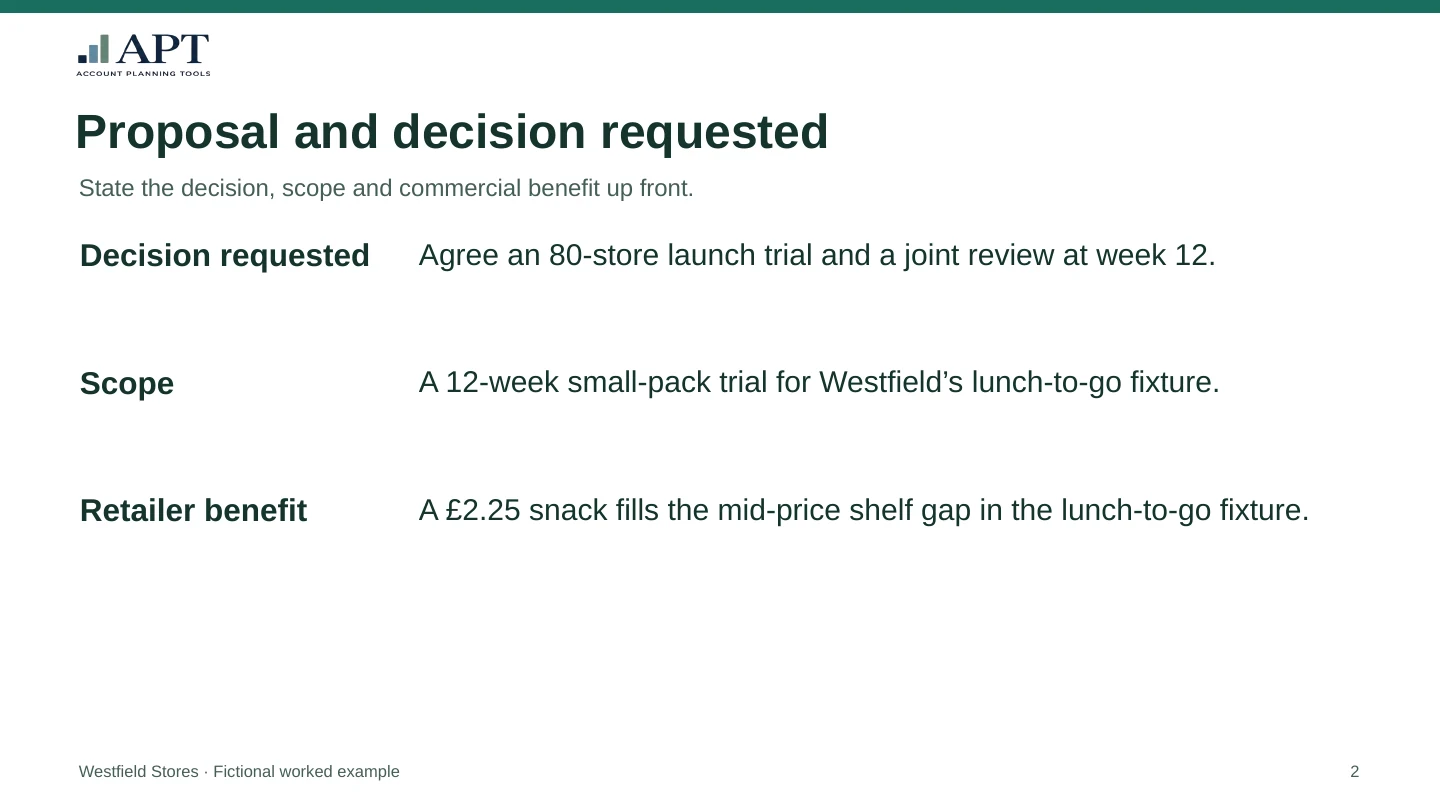 APT
ACCOUNT PLANNING TOOLS
Proposal and decision requested
State the decision, scope and commercial benefit up front.
Decision requested Agree an 80-store launch trial and a joint review at week 12.
Scope A 12-week small-pack trial for Westfield’s lunch-to-go fixture.
Retailer benefit A £2.25 snack fills the mid-price shelf gap in the lunch-to-go fixture.
Westfield Stores · Fictional worked example 2